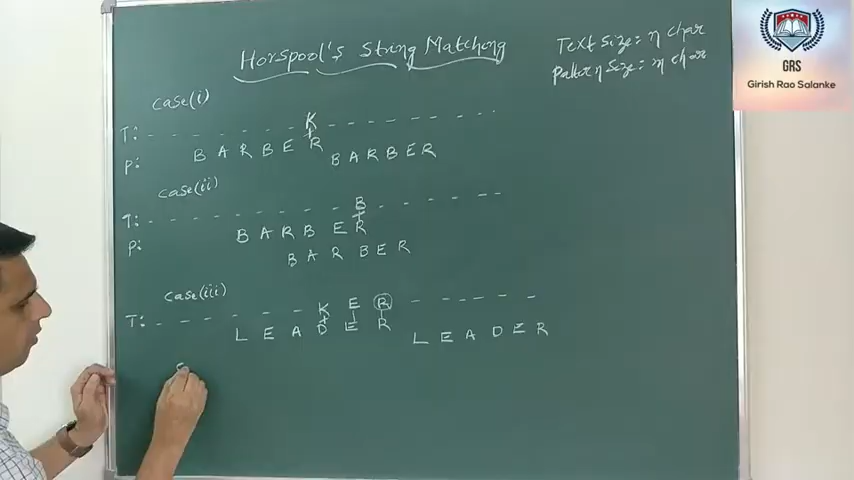 Horspool's String Matching
Text Size = n char
Pattern Size = m char
GRS
Girish Rao Salanke
case(i)
T: - - - - - - - K - - - - - - - - -
P: B A R B E R
B A R B E R
case(ii)
T: - - - - - - - - B - - - - - - -
P: B A R B E R
B A R B E R
case(iii)
T: - - - - - K E R - - - - -
L E A D E R
L E A D E R